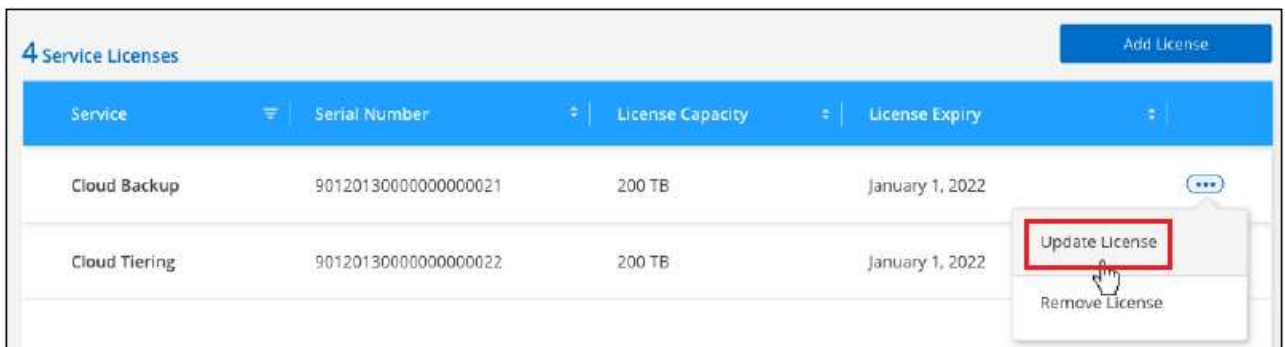 4 Service Licenses
Add License
Service Serial Number License Capacity License Expiry
Cloud Backup 90120130000000000021 200 TB January 1, 2022
Update License
Cloud Tiering 90120130000000000022 200 TB January 1, 2022
Remove License